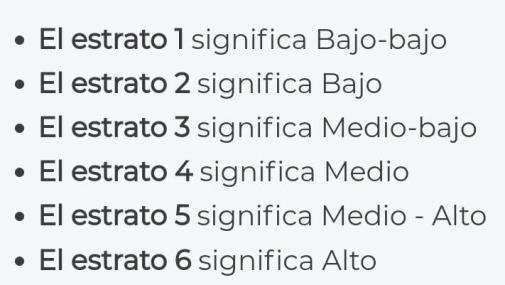 • El estrato 1 significa Bajo-bajo
• El estrato 2 significa Bajo
• El estrato 3 significa Medio-bajo
• El estrato 4 significa Medio
• El estrato 5 significa Medio - Alto
• El estrato 6 significa Alto